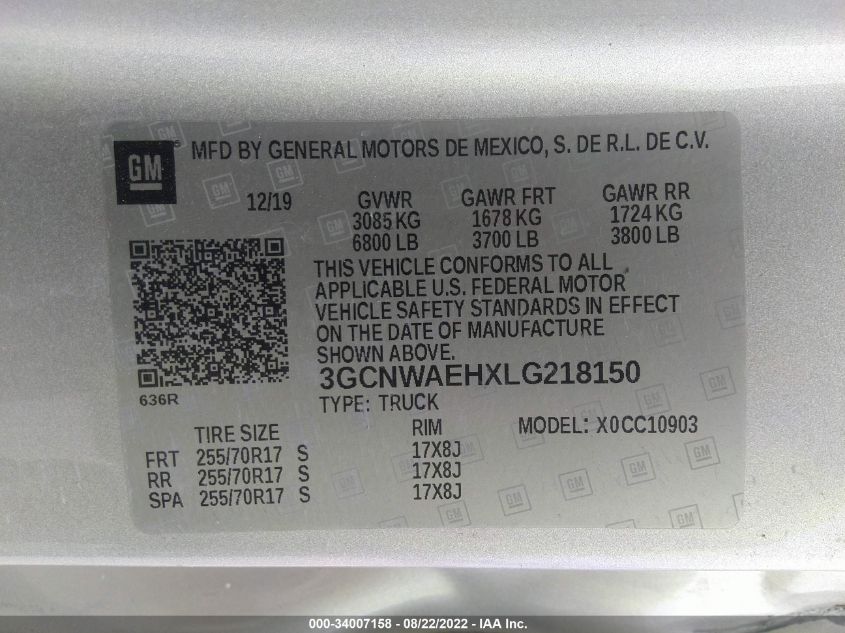 GM MFD BY GENERAL MOTORS DE MEXICO, S. DE R.L. DE C.V.
12/19 GVWR GAWR FRT GAWR RR
3085 KG 1678 KG 1724 KG
6800 LB 3700 LB 3800 LB
THIS VEHICLE CONFORMS TO ALL
APPLICABLE U.S. FEDERAL MOTOR
VEHICLE SAFETY STANDARDS IN EFFECT
ON THE DATE OF MANUFACTURE
SHOWN ABOVE.
3GCNWAEHXLG218150
636R
TYPE: TRUCK
TIRE SIZE RIM MODEL: X0CC10903
FRT 255/70R17 S 17X8J
RR 255/70R17 S 17X8J
SPA 255/70R17 S 17X8J
000-34007158 - 08/22/2022 - IAA Inc.